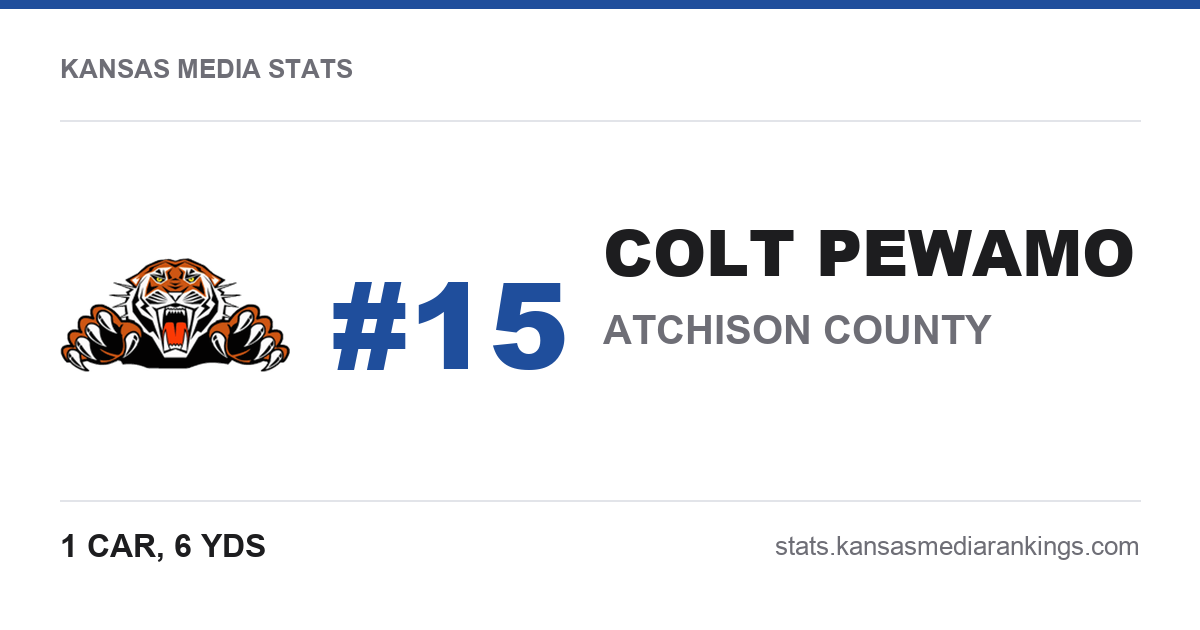 KANSAS MEDIA STATS
#15
COLT PEWAMO
ATCHISON COUNTY
1 CAR, 6 YDS
stats.kansasmediarankings.com